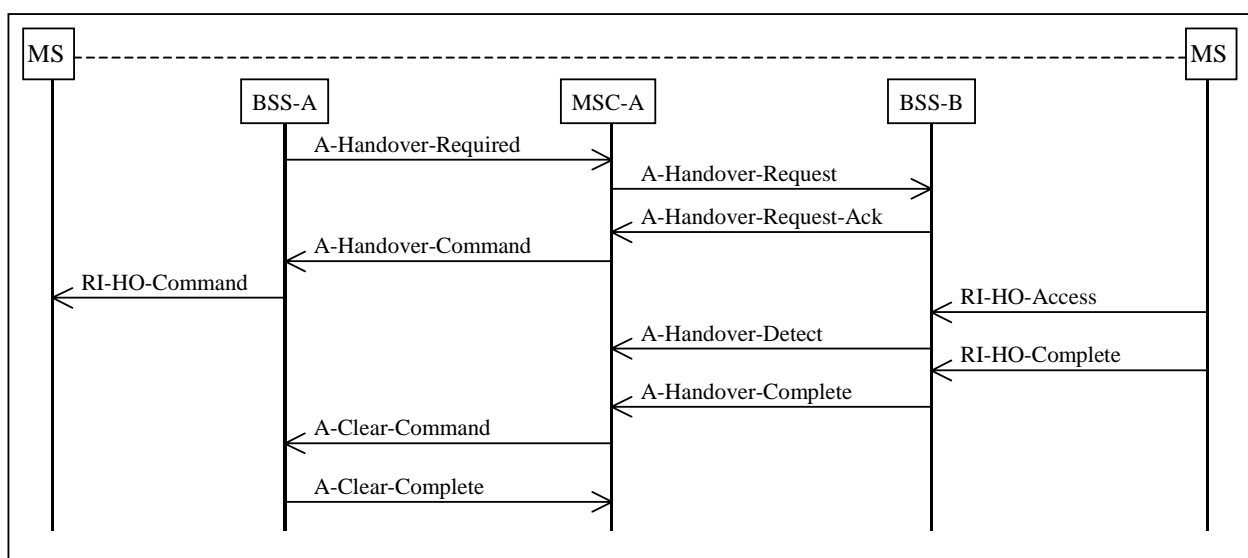 MS
MS
BSS-A
MSC-A
BSS-B
A-Handover-Required
A-Handover-Request
A-Handover-Request-Ack
A-Handover-Command
RI-HO-Command
RI-HO-Access
A-Handover-Detect
RI-HO-Complete
A-Handover-Complete
A-Clear-Command
A-Clear-Complete